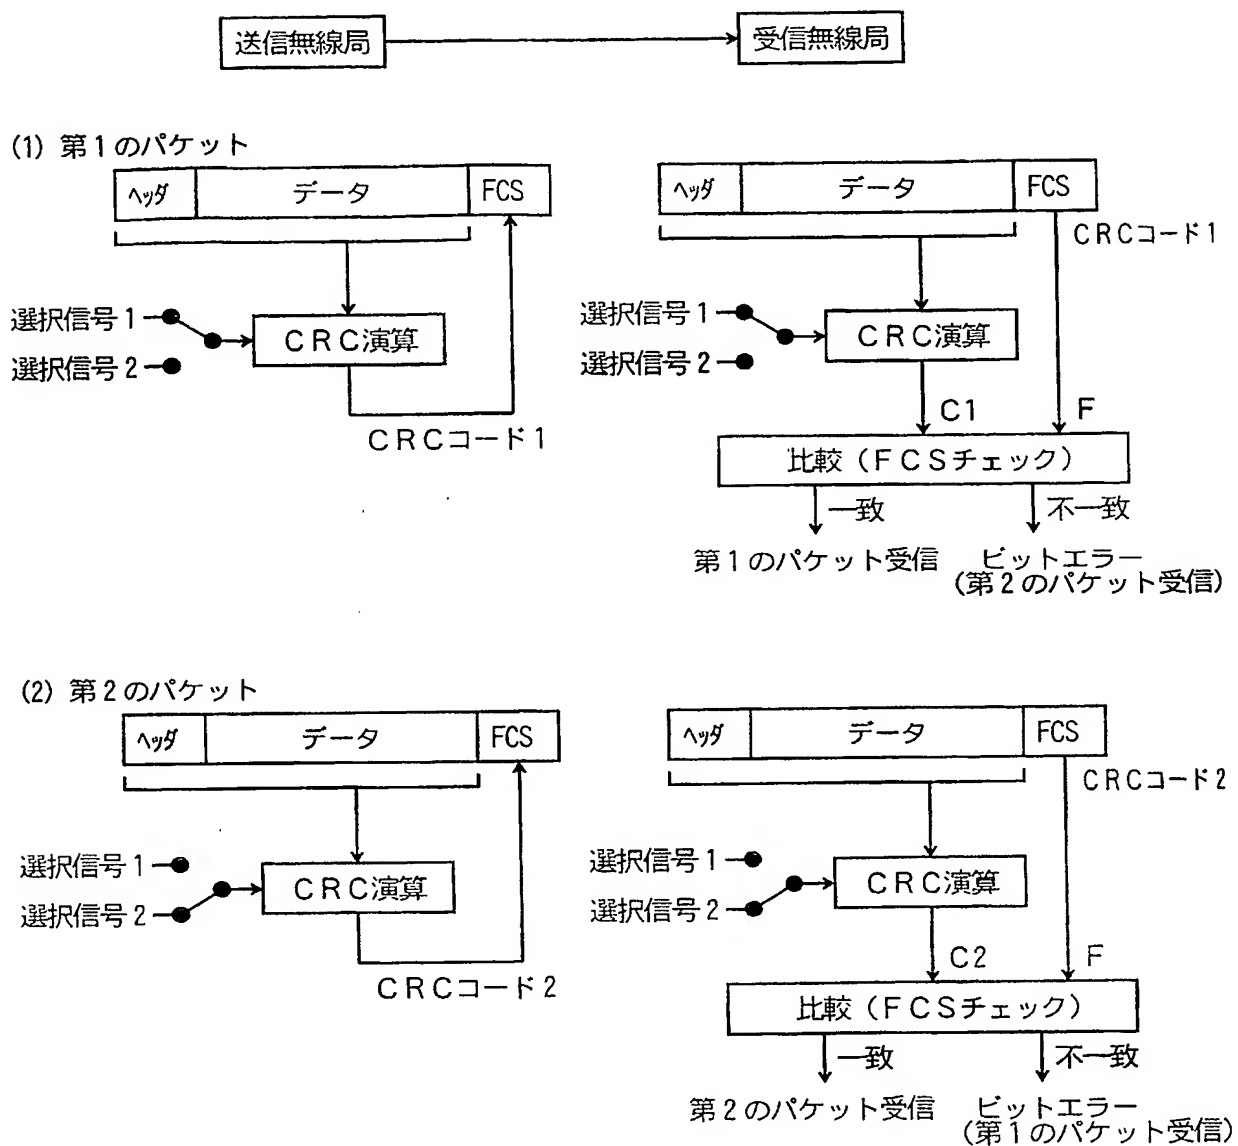 送信無線局
受信無線局
(1) 第1のパケット
ヘッダ データ FCS
ヘッダ データ FCS
CRCコード1
選択信号1
選択信号2
CRC演算
CRCコード1
選択信号1
選択信号2
CRC演算
C1
F
比較(FCSチェック)
一致
不一致
第1のパケット受信
ビットエラー
(第2のパケット受信)
(2) 第2のパケット
ヘッダ データ FCS
ヘッダ データ FCS
CRCコード2
選択信号1
選択信号2
CRC演算
CRCコード2
選択信号1
選択信号2
CRC演算
C2
F
比較(FCSチェック)
一致
不一致
第2のパケット受信
ビットエラー
(第1のパケット受信)